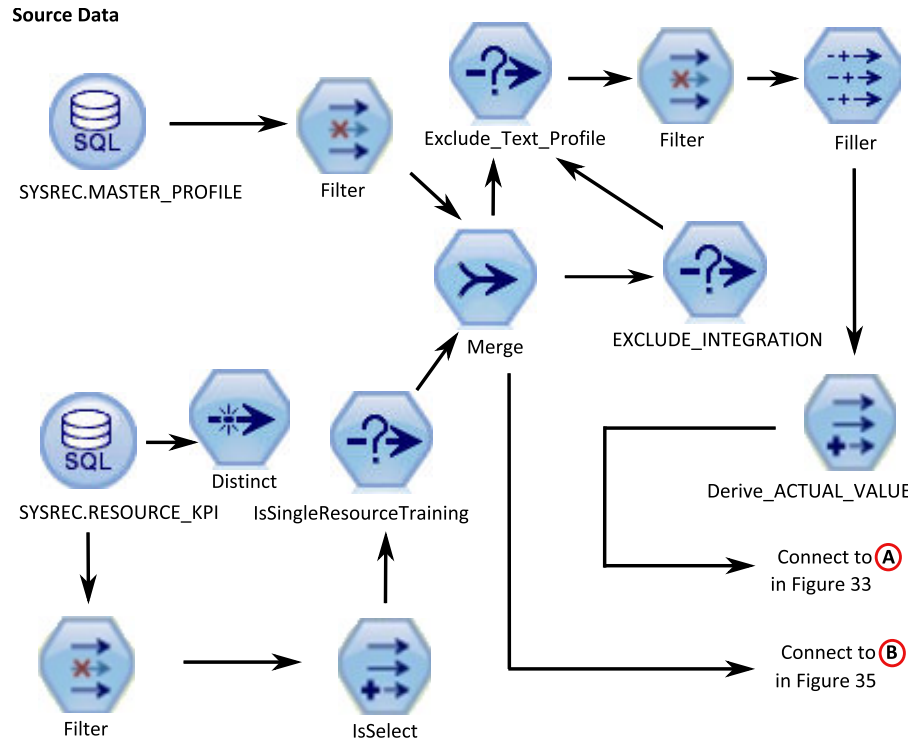 Source Data
SQL
SYSREC.MASTER_PROFILE
Filter
Exclude_Text_Profile
Filter
Filler
Merge
EXCLUDE_INTEGRATION
SQL
SYSREC.RESOURCE_KPI
Distinct
IsSingleResourceTraining
Derive_ACTUAL_VALUE
Connect to A
in Figure 33
Connect to B
in Figure 35
Filter
IsSelect